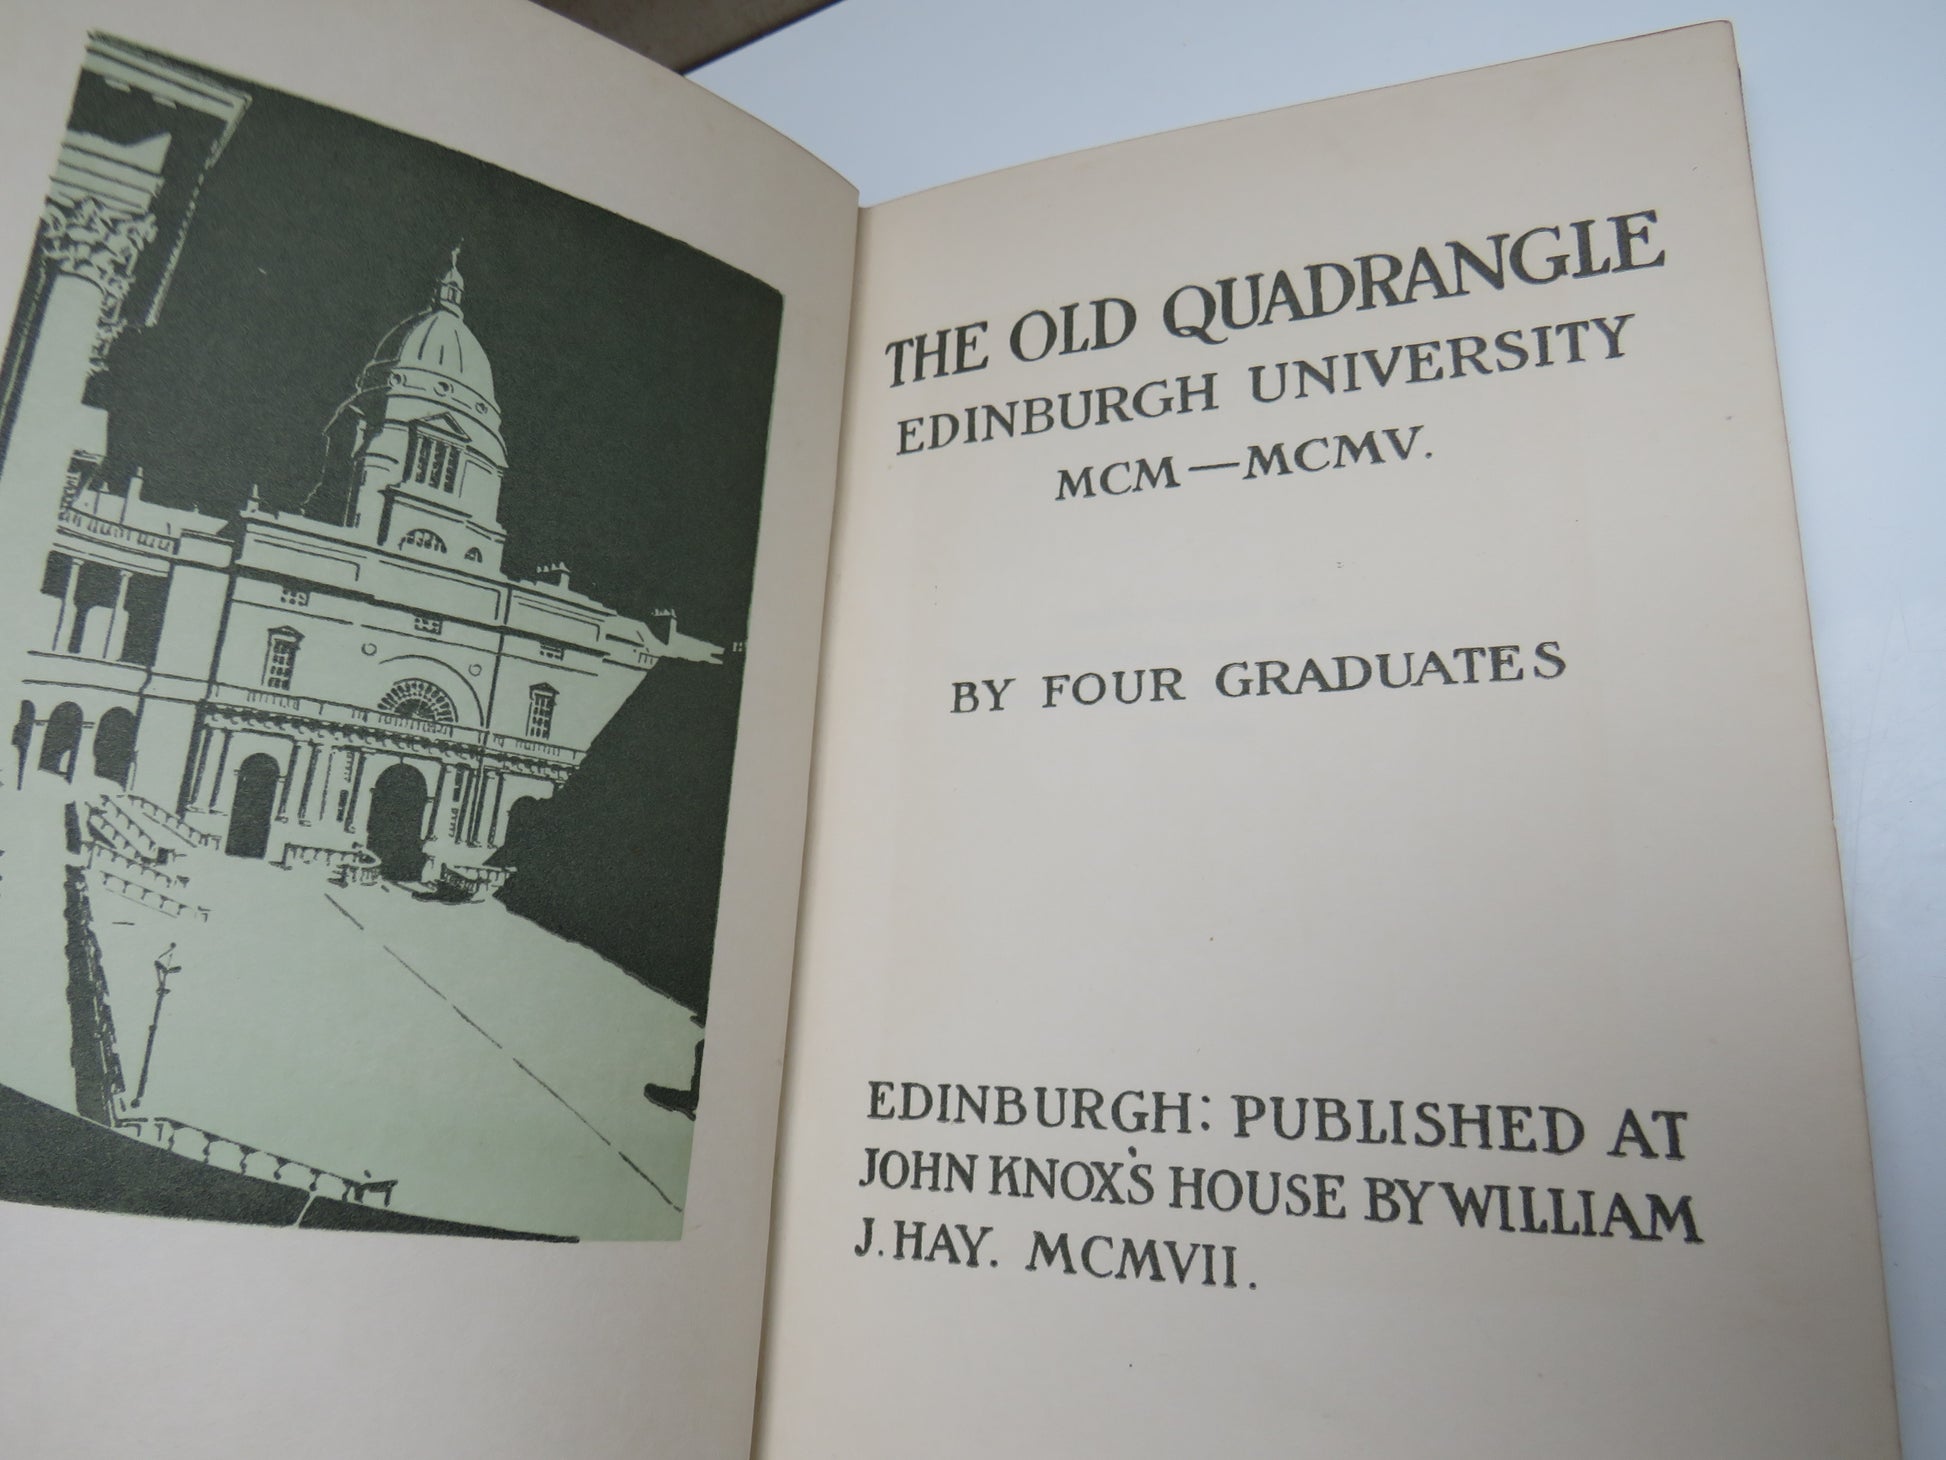 THE OLD QUADRANGLE
EDINBURGH UNIVERSITY
MCM—MCMV.
BY FOUR GRADUATES
EDINBURGH: PUBLISHED AT
JOHN KNOX'S HOUSE BY WILLIAM
J. HAY. MCMVII.